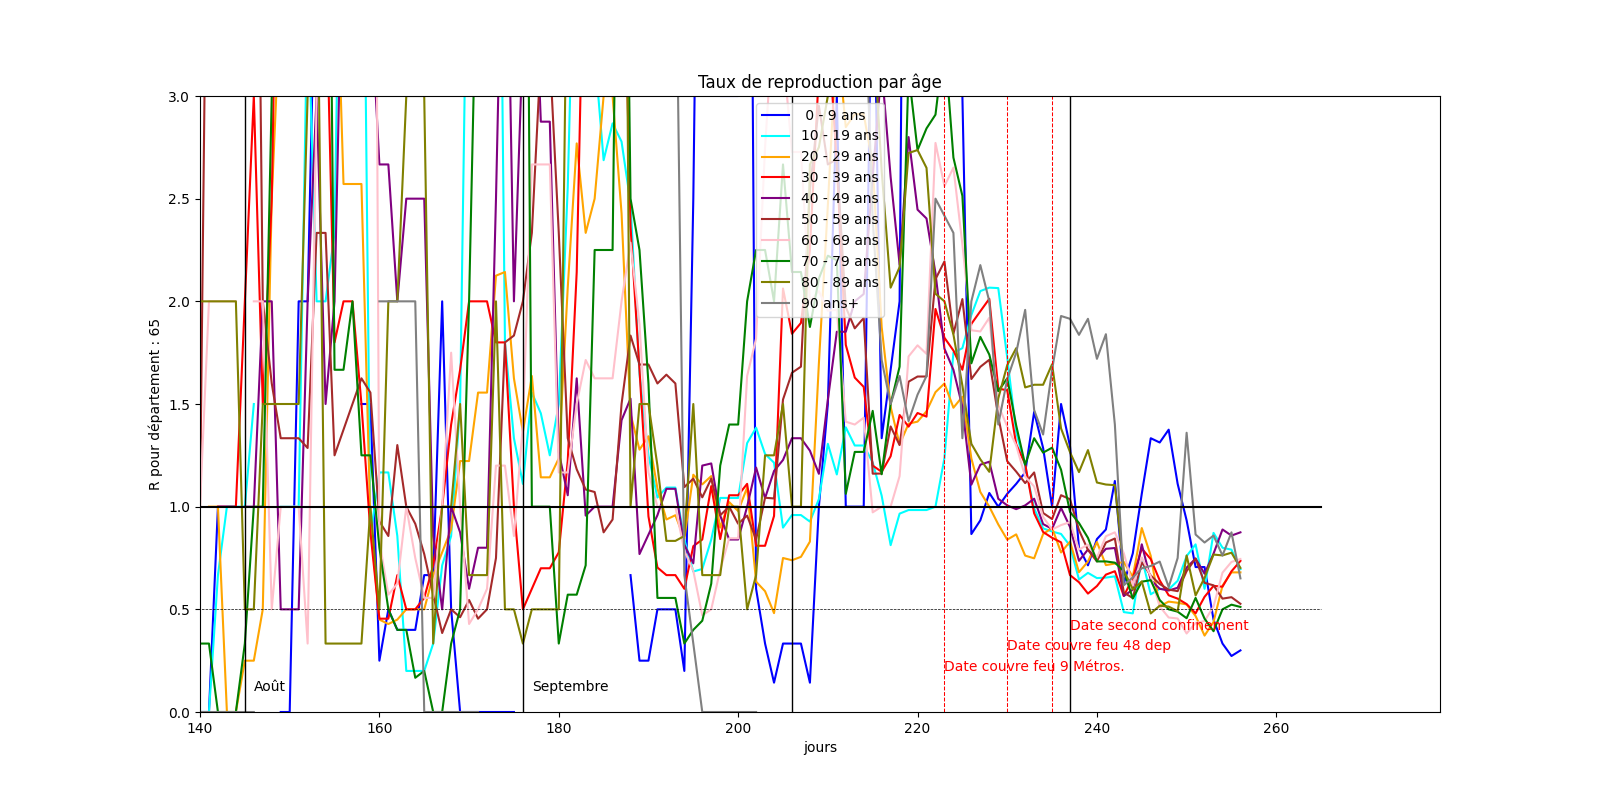 Taux de reproduction par âge
R pour département : 65
3.0
2.5
2.0
1.5
1.0
0.5
0.0
0 - 9 ans
10 - 19 ans
20 - 29 ans
30 - 39 ans
40 - 49 ans
50 - 59 ans
60 - 69 ans
70 - 79 ans
80 - 89 ans
90 ans+
Date second confinement
Date couvre feu 48 dep
Date couvre feu 9 Métros.
Août
Septembre
140 160 180 200 220 240 260
jours